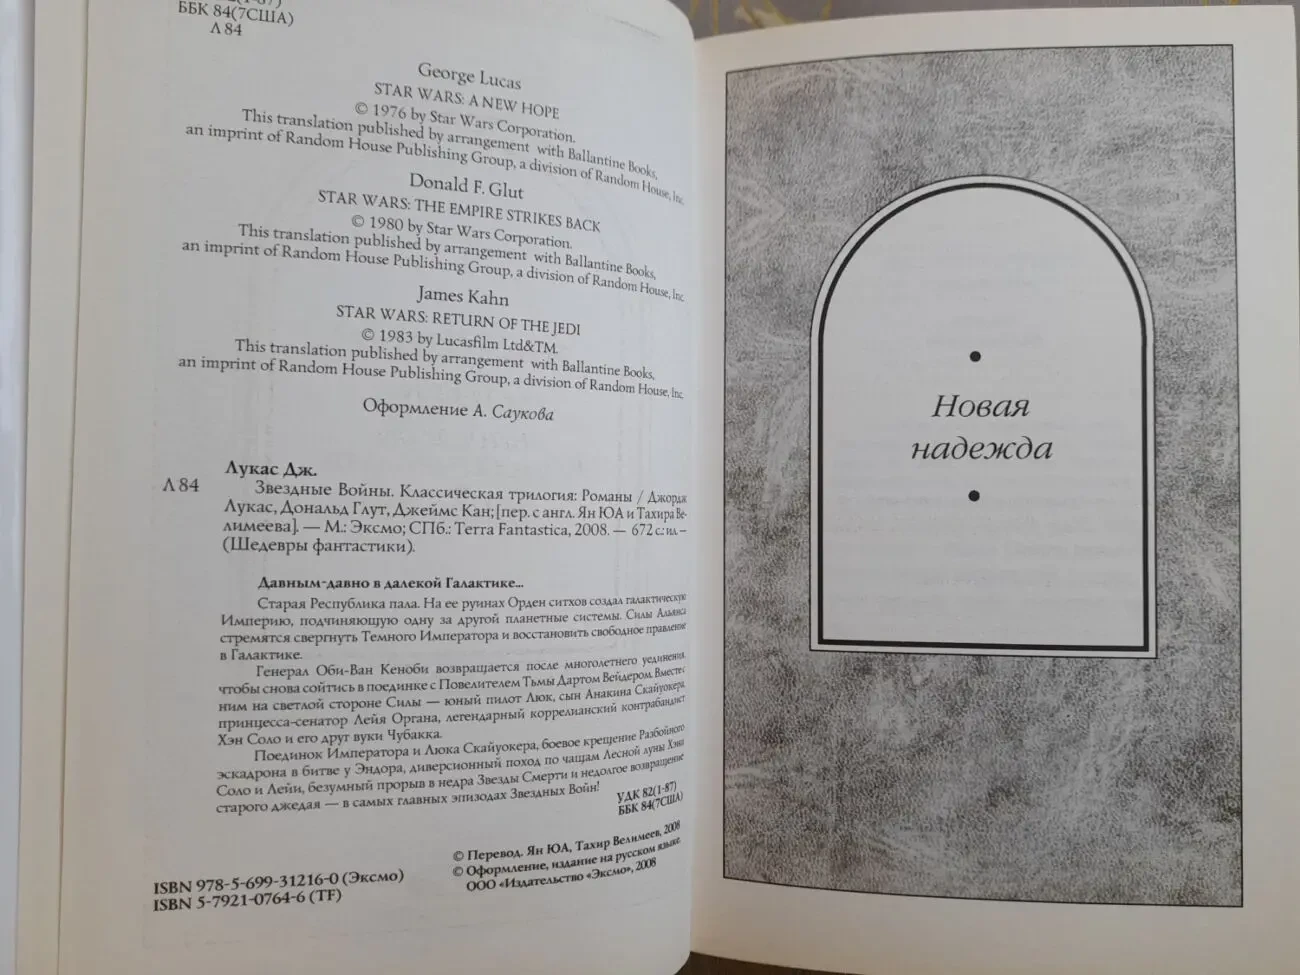 ББК 84(7США)
Л 84
George Lucas
STAR WARS: A NEW HOPE
© 1976 by Star Wars Corporation.
This translation published by arrangement with Ballantine Books,
an imprint of Random House Publishing Group, a division of Random House, Inc.
Donald F. Glut
STAR WARS: THE EMPIRE STRIKES BACK
© 1980 by Star Wars Corporation.
This translation published by arrangement with Ballantine Books,
an imprint of Random House Publishing Group, a division of Random House, Inc.
James Kahn
STAR WARS: RETURN OF THE JEDI
© 1983 by Lucasfilm Ltd&TM.
This translation published by arrangement with Ballantine Books,
an imprint of Random House Publishing Group, a division of Random House, Inc.
Оформление А. Саукова
Лукас Дж.
Л 84 Звездные Войны. Классическая трилогия: Романы / Джордж
Лукас, Дональд Глут, Джеймс Кан; [пер. с англ. Ян ЮА и Тахира Ве-
лимеева]. — М.: Эксмо; СПб.: Terra Fantastica, 2008. — 672 с.: ил –
(Шедевры фантастики).
Давным-давно в далекой Галактике...
Старая Республика пала. На ее руинах Орден ситхов создал галактическую
Империю, подчиняющую одну за другой планетные системы. Силы Альянса
стремятся свергнуть Темного Императора и восстановить свободное правление
в Галактике.
Генерал Оби-Ван Кеноби возвращается после многолетнего уединения,
чтобы снова сойтись в поединке с Повелителем Тьмы Дартом Вейдером. Вместе с
ним на светлой стороне Силы — юный пилот Люк, сын Анакина Скайуокера,
принцесса-сенатор Лейя Органа, легендарный кореллианский контрабандист
Хэн Соло и его друг вуки Чубакка.
Поединок Императора и Люка Скайуокера, боевое крещение Разбойного
эскадрона в битве у Эндора, диверсионный поход по чащам Лесной луны Хэна
Соло и Лейи, безумный прорыв в недра Звезды Смерти и недолгое возвращение
старого джедая — в самых главных эпизодах Звездных Войн!
УДК 82(1-87)
ББК 84(7США)
© Перевод. Ян ЮА, Тахир Велимеев, 2008
© Оформление, издание на русском языке.
ООО «Издательство «Эксмо», 2008
ISBN 978-5-699-31216-0 (Эксмо)
ISBN 5-7921-0764-6 (TF)
Новая
надежда